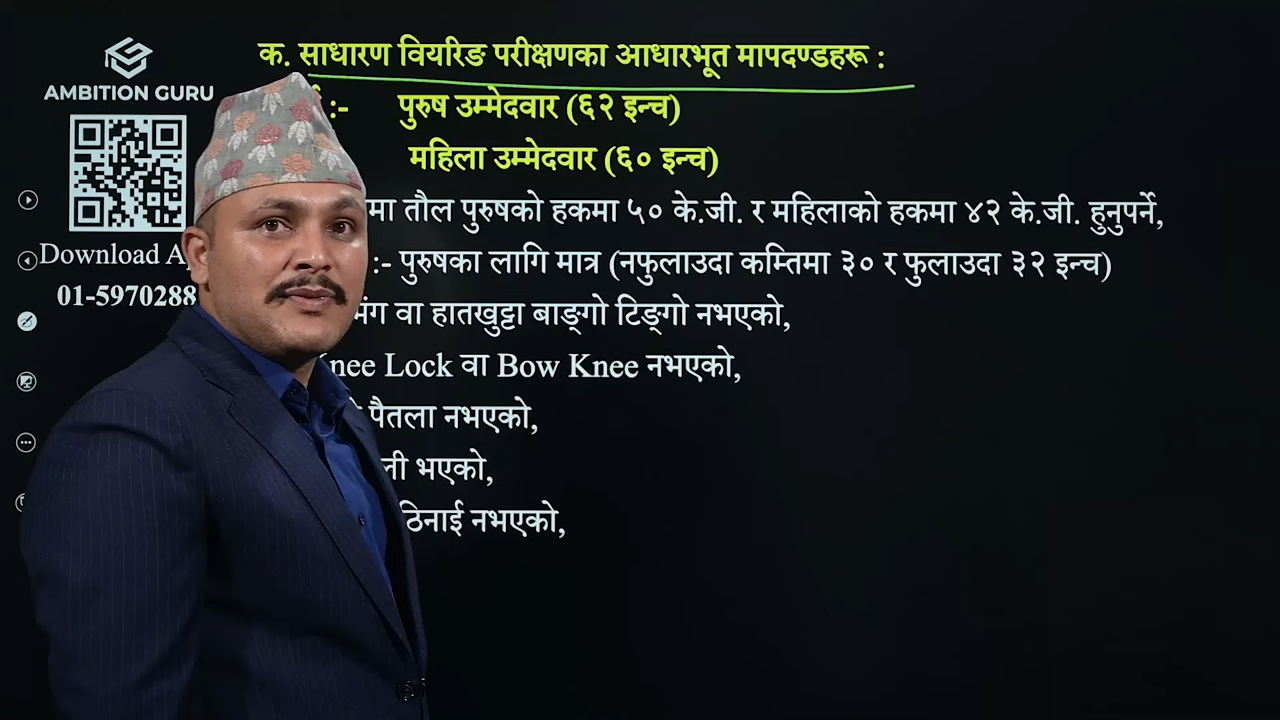 AMBITION GURU
Download
01-5970288
क. साधारण वियरिङ परीक्षणका आधारभूत मापदण्डहरू :
:- पुरुष उम्मेदवार (६२ इन्च)
महिला उम्मेदवार (६० इन्च)
तौल पुरुषको हकमा ५० के.जी. र महिलाको हकमा ४२ के.जी. हुनुपर्ने,
:- पुरुषका लागि मात्र (नफुलाउदा कम्तिमा ३० र फुलाउदा ३२ इन्च)
वा हातखुट्टा बाङ्गो टिङ्गो नभएको,
Lock वा Bow Knee नभएको,
पैतला नभएको,
भएको,
नभएको,